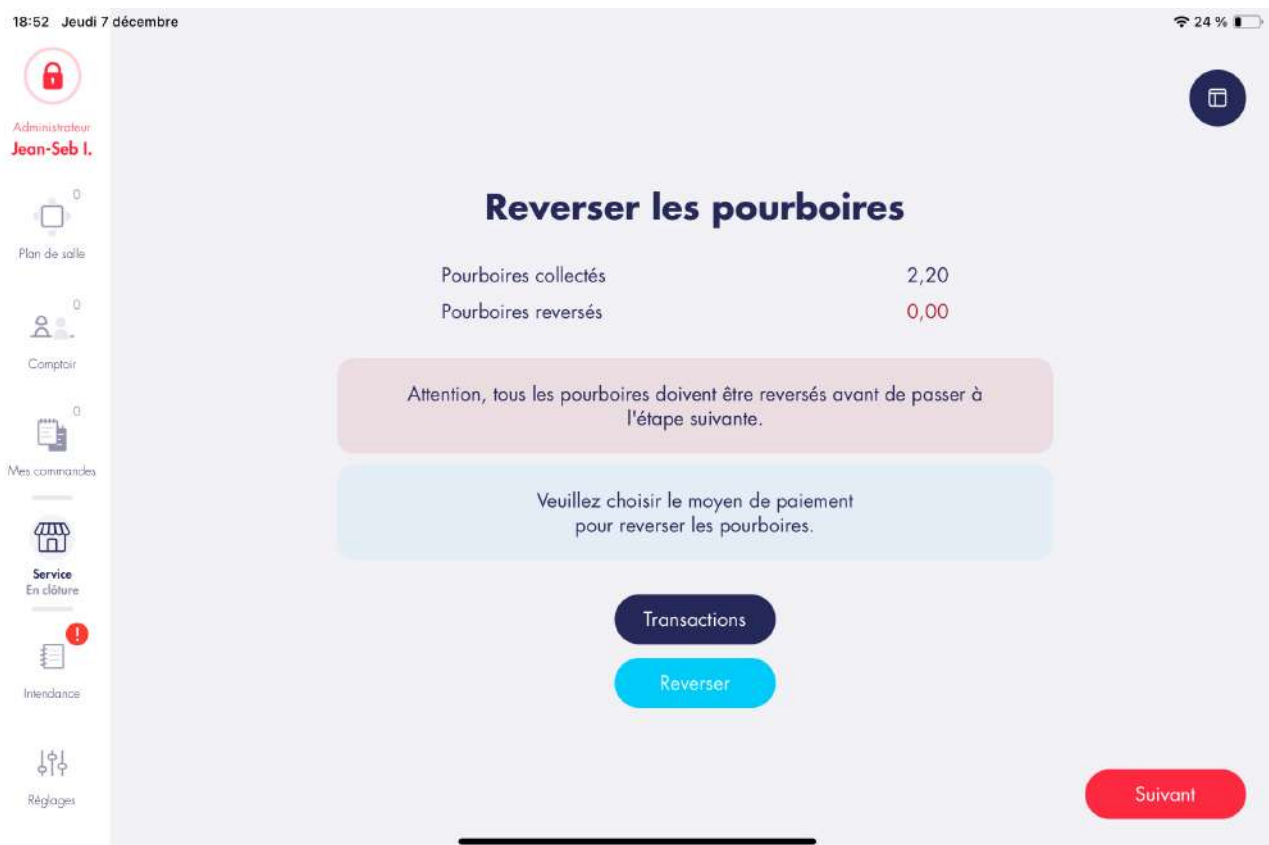 18:52 Jeudi 7 décembre
24 %
Administrateur
Jean-Seb I.
0
Plan de salle
0
Comptoir
0
Mes commandes
Service
En clôture
!
Intendance
Réglages
Reverser les pourboires
Pourboires collectés 2,20
Pourboires reversés 0,00
Attention, tous les pourboires doivent être reversés avant de passer à
l'étape suivante.
Veuillez choisir le moyen de paiement
pour reverser les pourboires.
Transactions
Reverser
Suivant